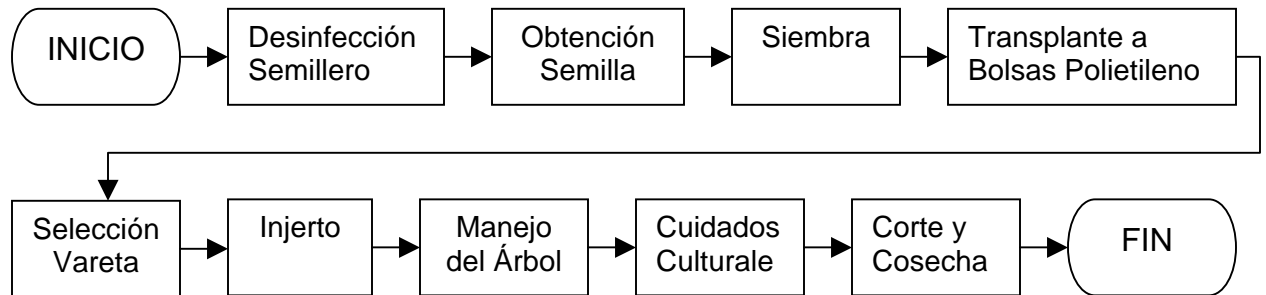 INICIO
Desinfección
Semillero
Obtención
Semilla
Siembra
Transplante a
Bolsas Polietileno
Selección
Vareta
Injerto
Manejo
del Árbol
Cuidados
Culturale
Corte y
Cosecha
FIN